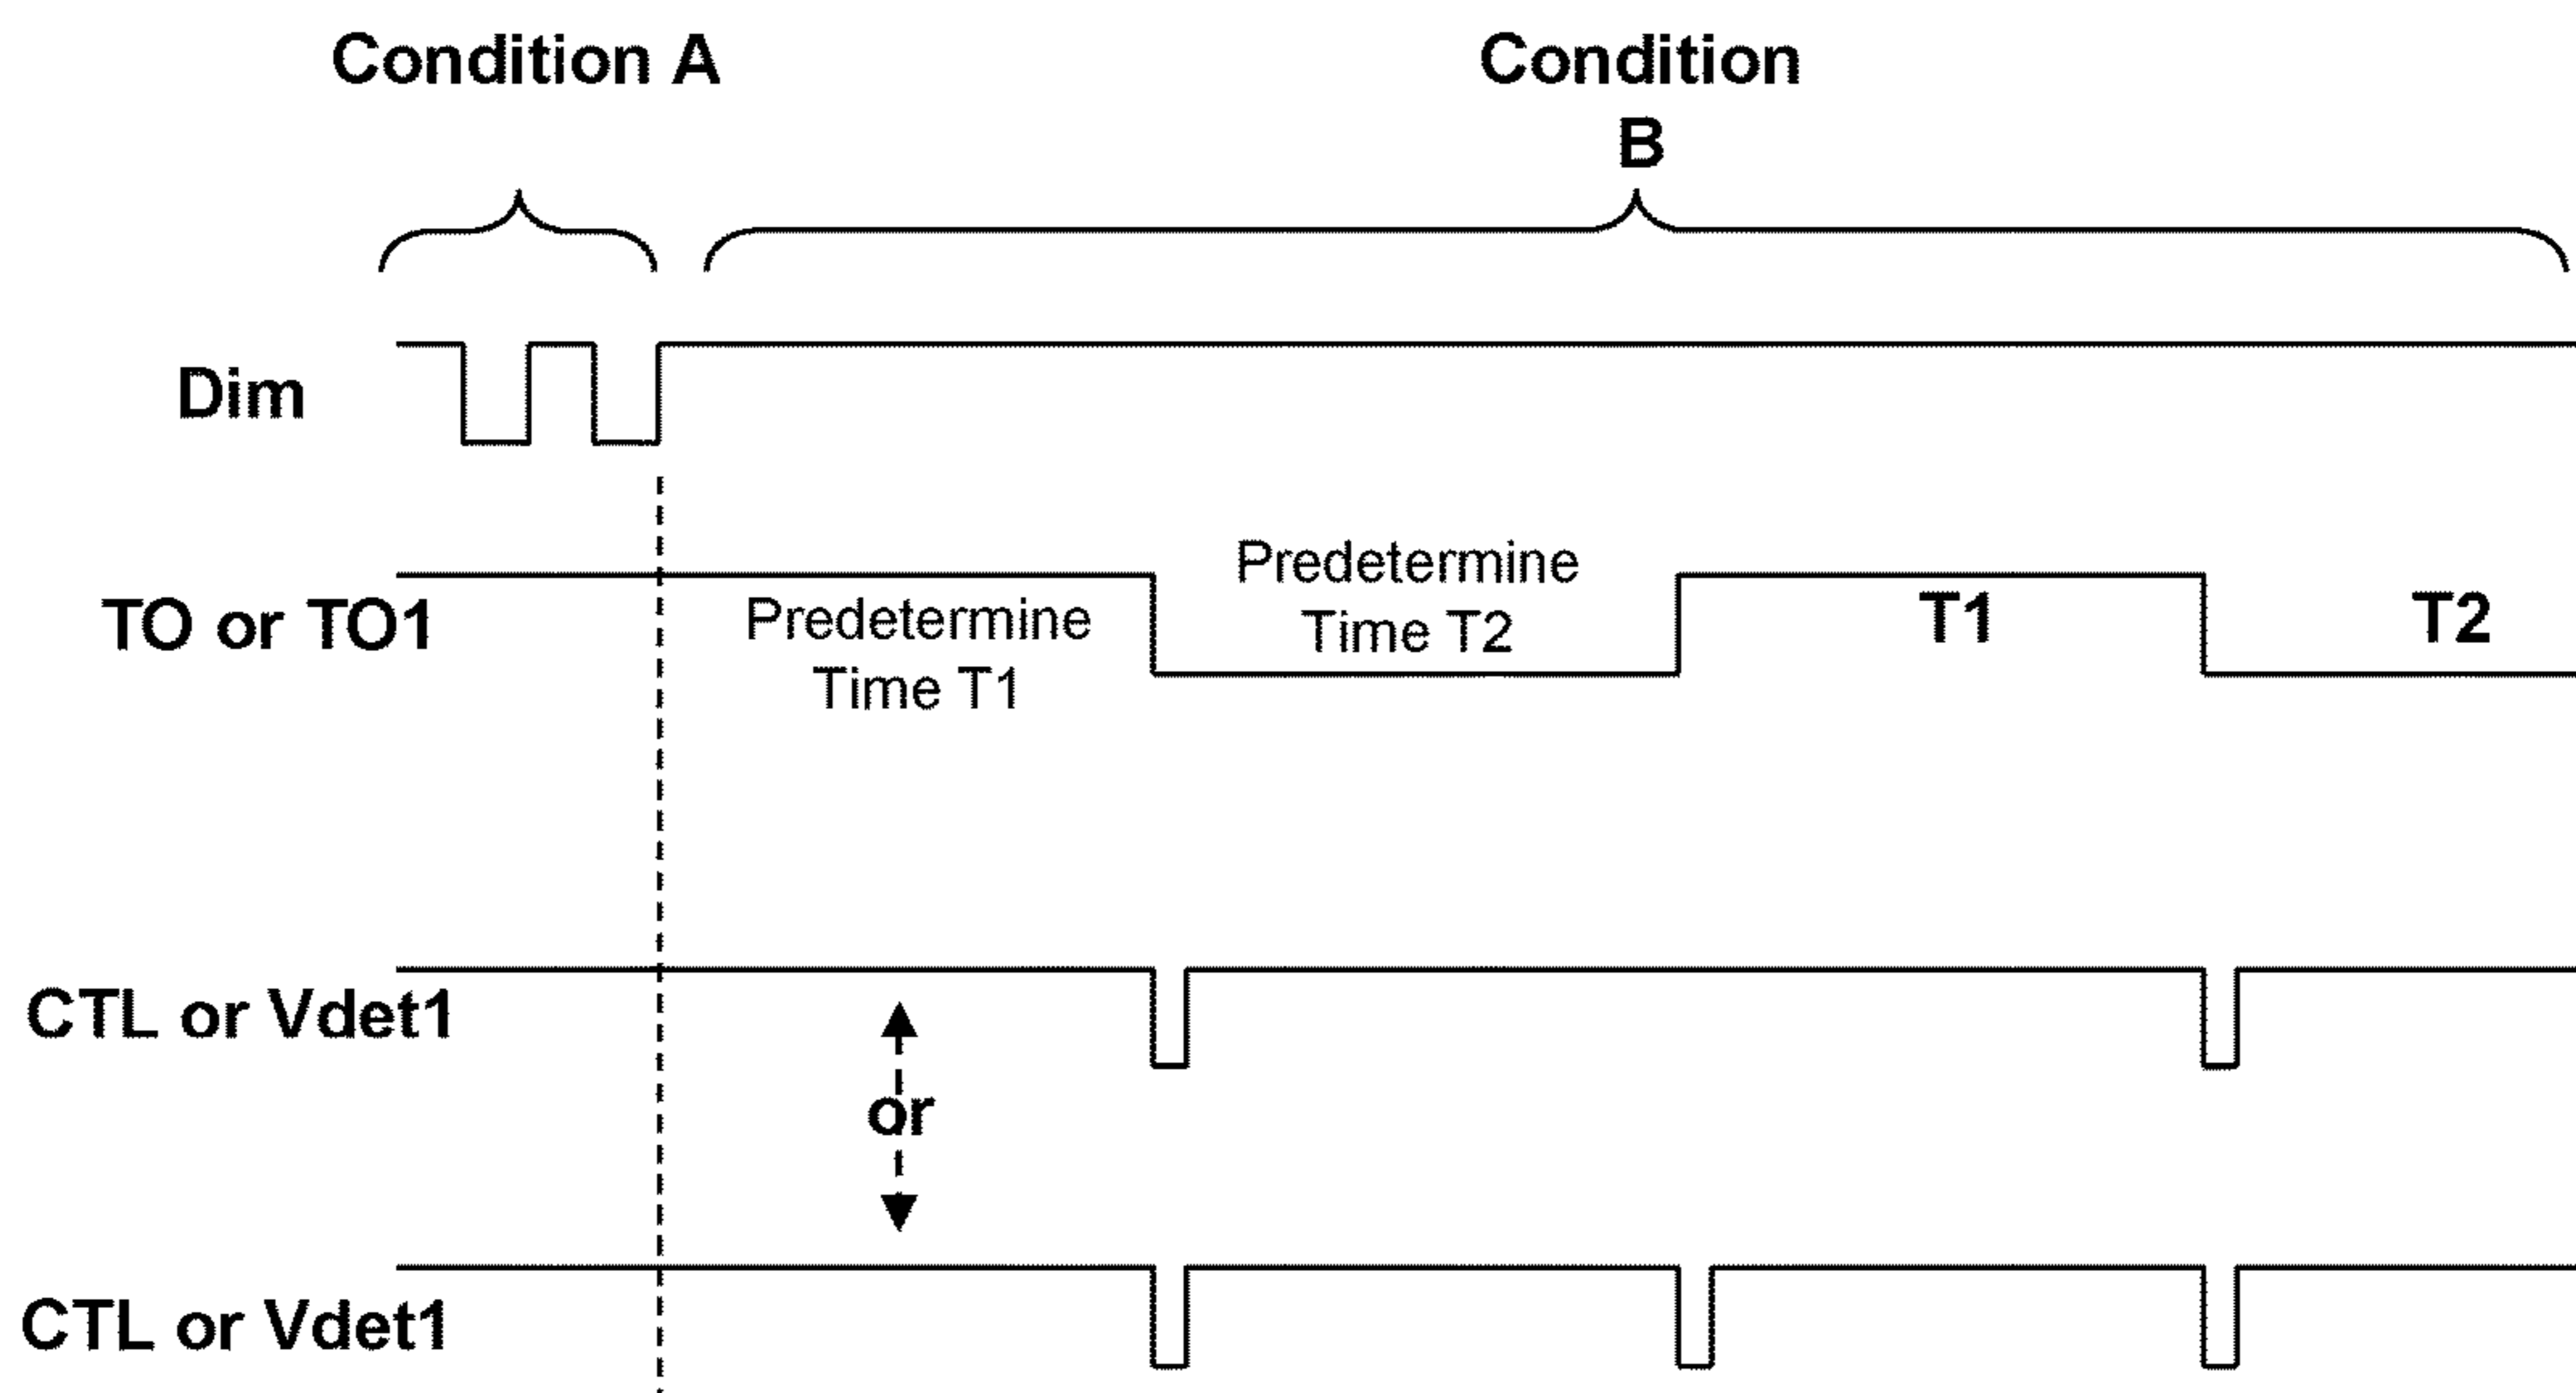 Condition A
Condition
B
Dim
TO or TO1
Predetermine
Time T1
Predetermine
Time T2
T1
T2
CTL or Vdet1
or
CTL or Vdet1